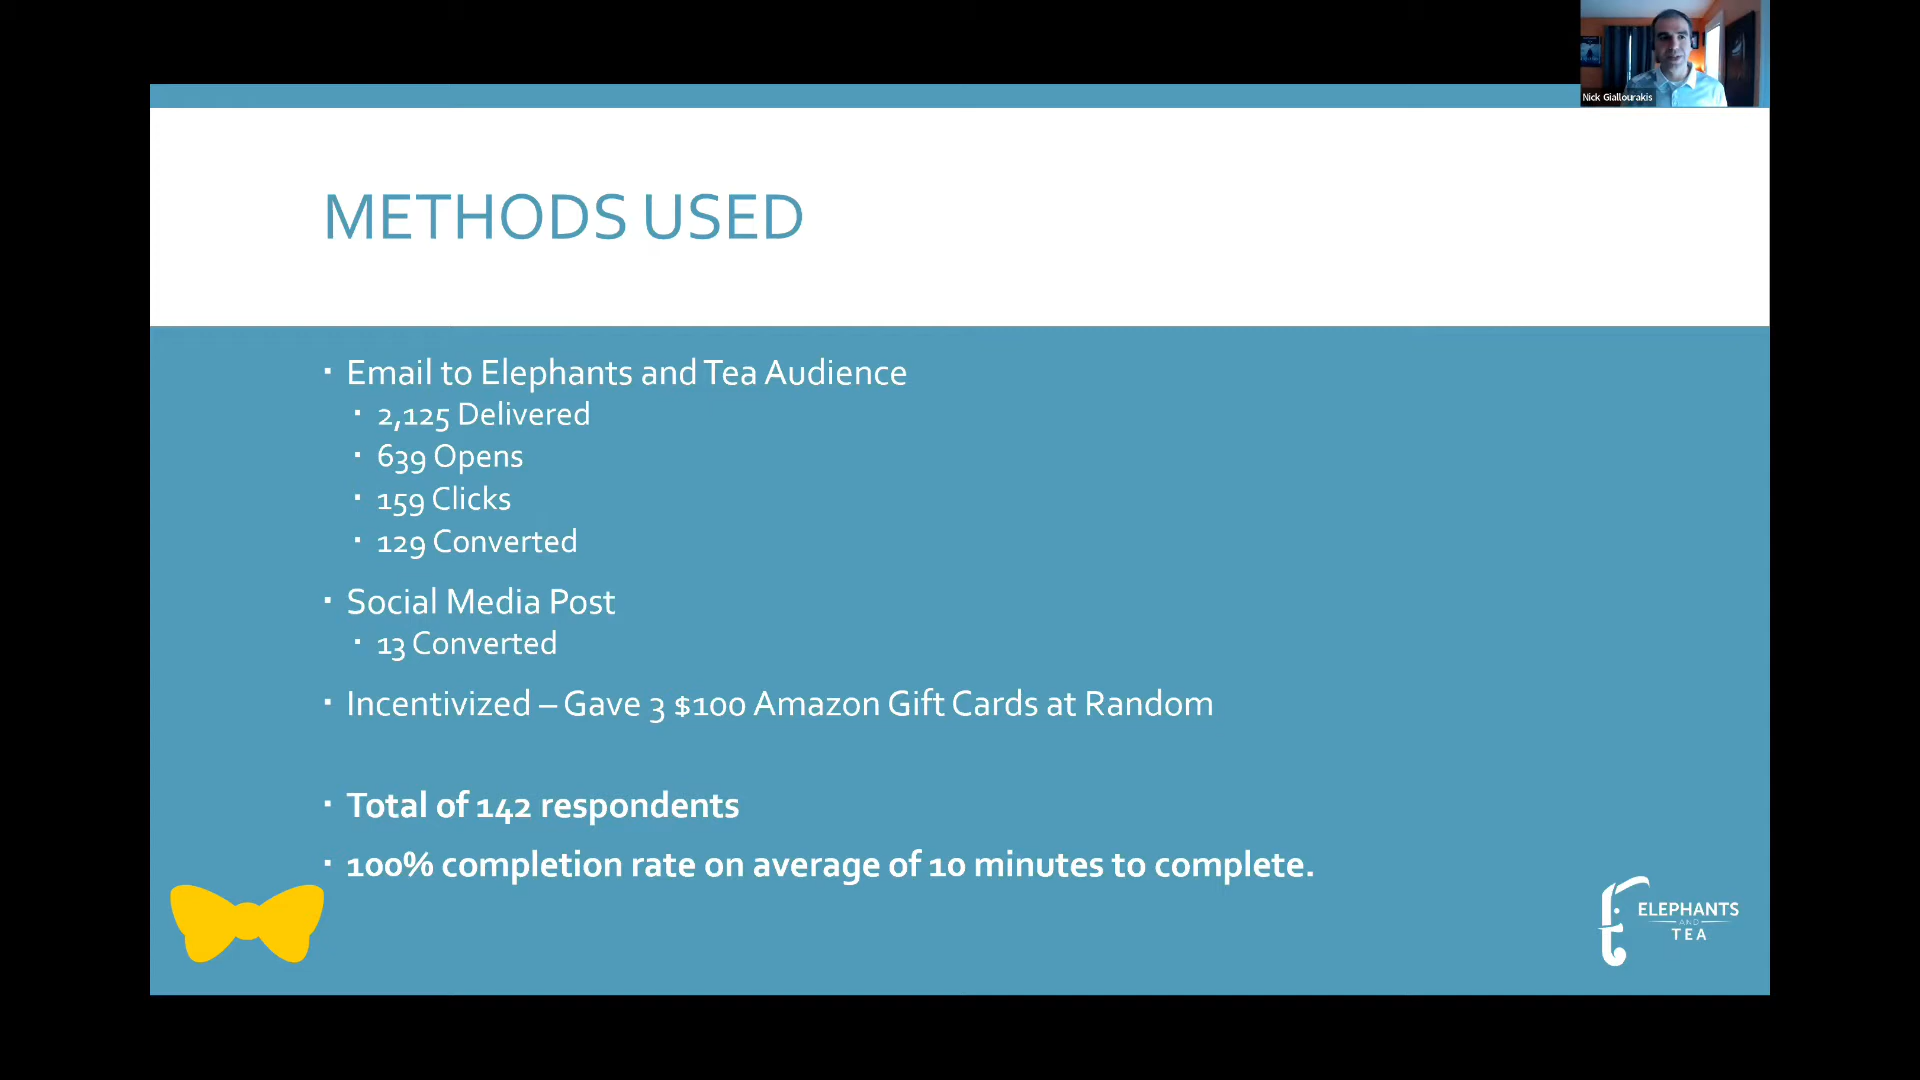 Nick Giallourakis
METHODS USED
Email to Elephants and Tea Audience
2,125 Delivered
639 Opens
159 Clicks
129 Converted
Social Media Post
13 Converted
Incentivized – Gave 3 $100 Amazon Gift Cards at Random
Total of 142 respondents
100% completion rate on average of 10 minutes to complete.
ELEPHANTS
AND
TEA